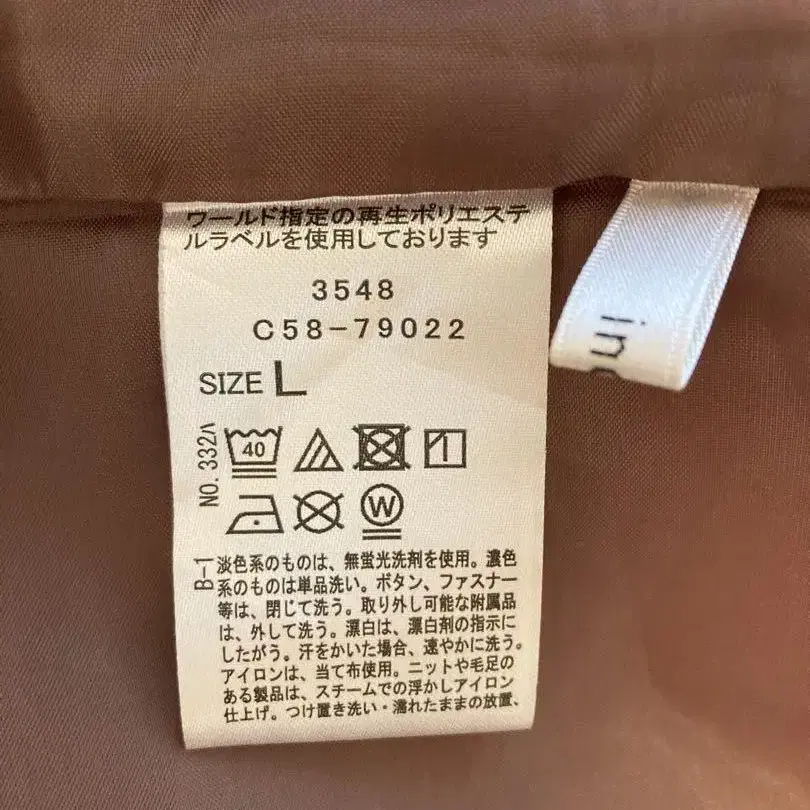 ワールド指定の再生ポリエステ
ルラベルを使用しております
3548
C58-79022
SIZE L
NO. 332ハ
40
W
B-1
淡色系のものは、無蛍光洗剤を使用。濃色
系のものは単品洗い。ボタン、ファスナー
等は、閉じて洗う。取り外し可能な附属品
は、外して洗う。漂白は、漂白剤の指示に
したがう。汗をかいた場合、速やかに洗う。
アイロンは、当て布使用。ニットや毛足の
ある製品は、スチームでの浮かしアイロン
仕上げ。つけ置き洗い・濡れたままの放置、